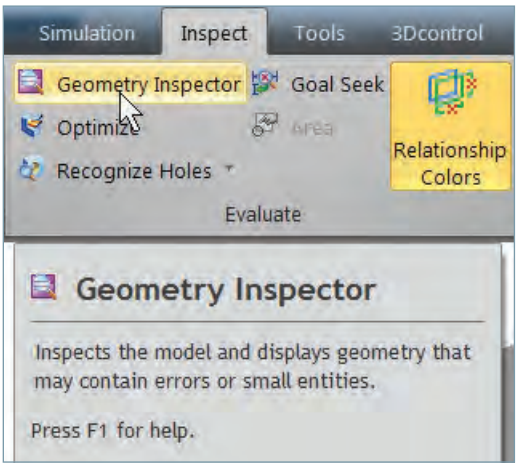 Simulation Inspect Tools 3Dcontrol
Geometry Inspector Goal Seek
Optimize Area
Recognize Holes
Relationship
Colors
Evaluate
Geometry Inspector
Inspects the model and displays geometry that
may contain errors or small entities.
Press F1 for help.